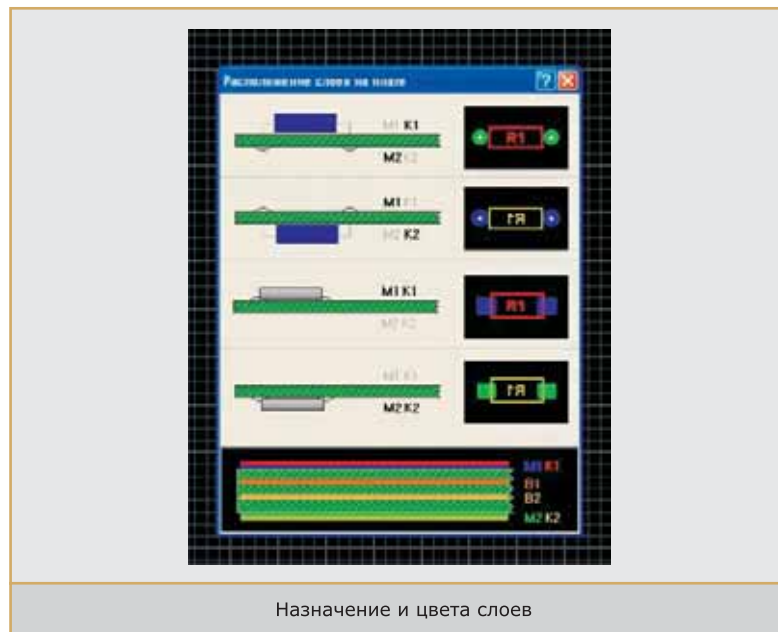 Расположение слоев на плате
M1 K1
M2 K2
R1
M1 K1
M2 K2
R1
M1 K1
M2 K2
R1
M1 K1
M2 K2
R1
M1 K1
B1
B2
M2 K2
Назначение и цвета слоев